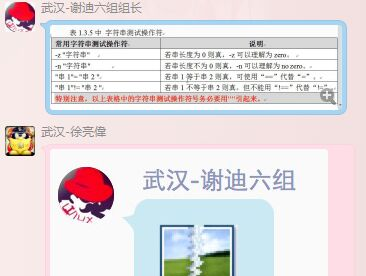 武汉-谢迪六组组长
表 1.3.5 中 字符串测试操作符
常用字符串测试操作符 说明
-z "字符串" 若串长度为 0 则真，-z 可以理解为 zero。
-n "字符串" 若串长度不为 0 则真，-n 可以理解为 no zero。
"串 1"= "串 2" 若串 1 等于串 2 则真，可使用 "==" 代替 "="。
"串 1"!= "串 2" 若串 1 不等于串 2 则真，但不能用 "!==" 代替 "!="
特别注意，以上表格中的字符串测试操作符号务必要用""引起来。
武汉-徐亮偉
武汉-谢迪六组